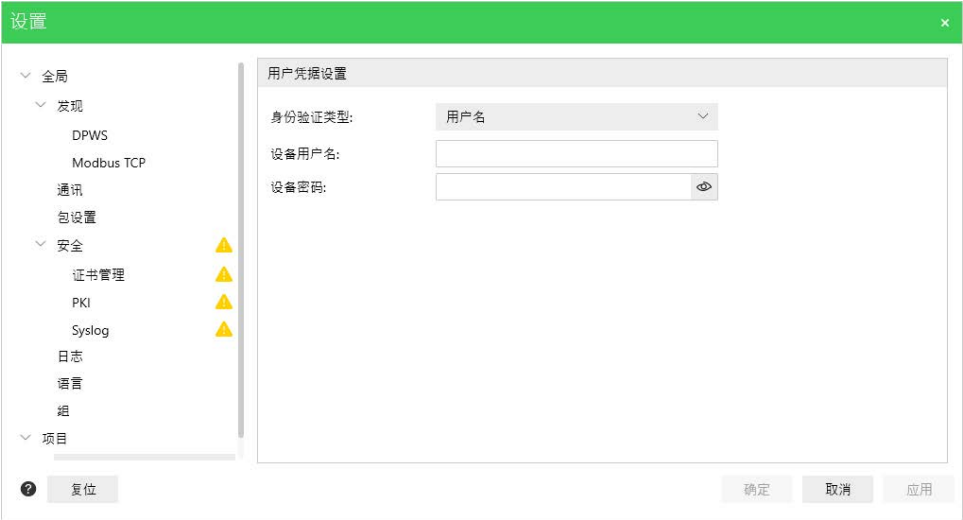 设置
全局
发现
DPWS
Modbus TCP
通讯
包设置
安全
证书管理
PKI
Syslog
日志
语言
组
项目
用户凭据设置
身份验证类型: 用户名
设备用户名:
设备密码:
复位
确定 取消 应用